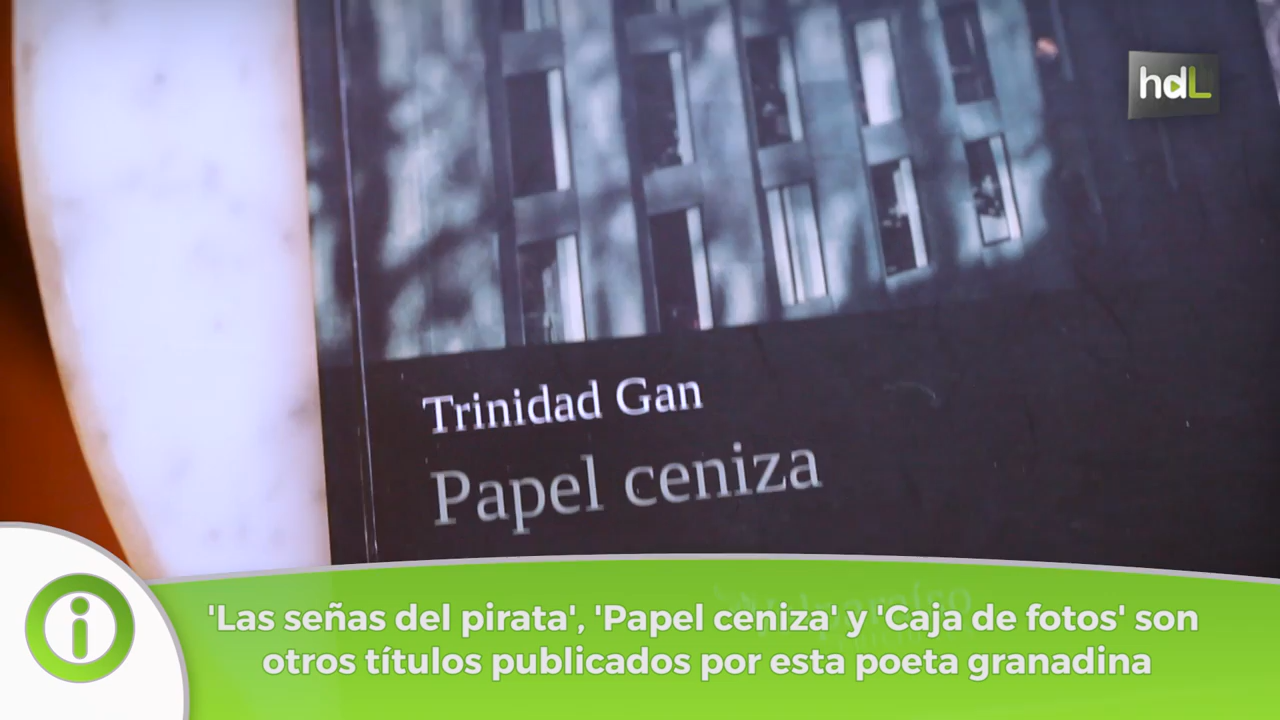 hdL
Trinidad Gan
Papel ceniza
'Las señas del pirata', 'Papel ceniza' y 'Caja de fotos' son
otros títulos publicados por esta poeta granadina